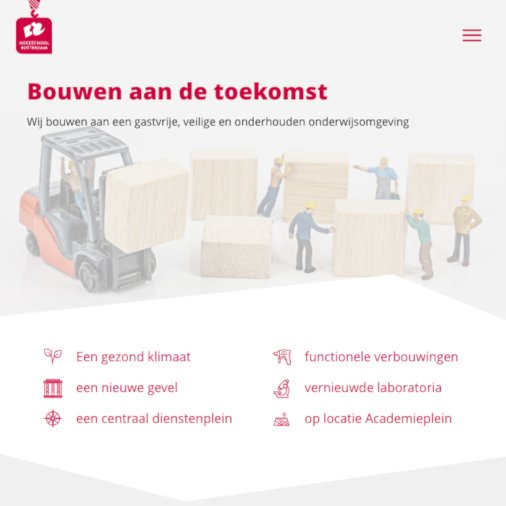 HOGESCHOOL
ROTTERDAM
Bouwen aan de toekomst
Wij bouwen aan een gastvrije, veilige en onderhouden onderwijsomgeving
Een gezond klimaat
een nieuwe gevel
een centraal dienstenplein
functionele verbouwingen
vernieuwde laboratoria
op locatie Academieplein